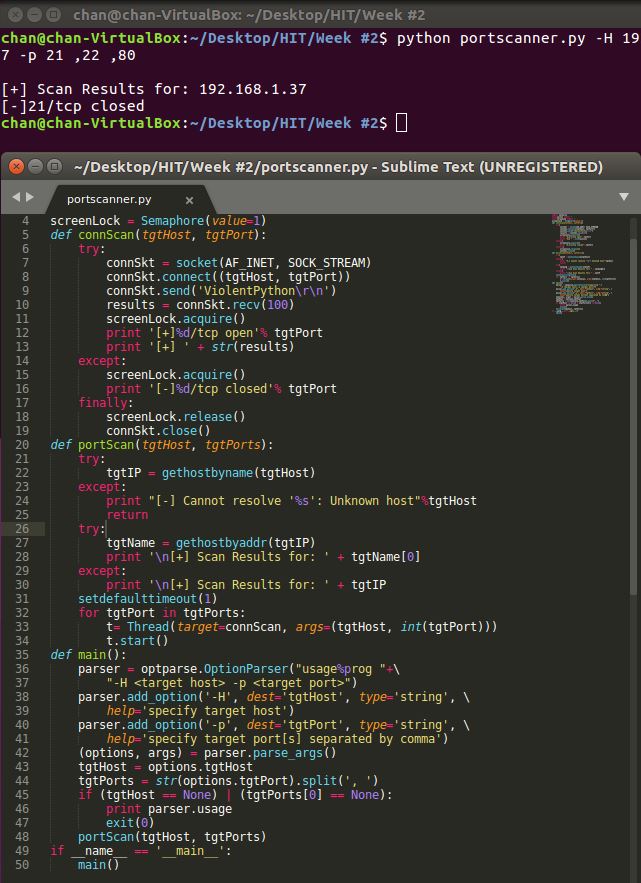 chan@chan-VirtualBox: ~/Desktop/HIT/Week #2
chan@chan-VirtualBox:~/Desktop/HIT/Week #2$ python portscanner.py -H 19
7 -p 21 ,22 ,80
[+] Scan Results for: 192.168.1.37
[-]21/tcp closed
chan@chan-VirtualBox:~/Desktop/HIT/Week #2$
~/Desktop/HIT/Week #2/portscanner.py - Sublime Text (UNREGISTERED)
portscanner.py
4 screenLock = Semaphore(value=1)
5 def connScan(tgtHost, tgtPort):
6     try:
7         connSkt = socket(AF_INET, SOCK_STREAM)
8         connSkt.connect((tgtHost, tgtPort))
9         connSkt.send('ViolentPython\r\n')
10         results = connSkt.recv(100)
11         screenLock.acquire()
12         print '[+]%d/tcp open'% tgtPort
13         print '[+] ' + str(results)
14     except:
15         screenLock.acquire()
16         print '[-]%d/tcp closed'% tgtPort
17     finally:
18         screenLock.release()
19         connSkt.close()
20 def portScan(tgtHost, tgtPorts):
21     try:
22         tgtIP = gethostbyname(tgtHost)
23     except:
24         print "[-] Cannot resolve '%s': Unknown host"%tgtHost
25         return
26     try:
27         tgtName = gethostbyaddr(tgtIP)
28         print '\n[+] Scan Results for: ' + tgtName[0]
29     except:
30         print '\n[+] Scan Results for: ' + tgtIP
31     setdefaulttimeout(1)
32     for tgtPort in tgtPorts:
33         t= Thread(target=connScan, args=(tgtHost, int(tgtPort)))
34         t.start()
35 def main():
36     parser = optparse.OptionParser("usage%prog "+\
37         "-H <target host> -p <target port>")
38     parser.add_option('-H', dest='tgtHost', type='string', \
39         help='specify target host')
40     parser.add_option('-p', dest='tgtPort', type='string', \
41         help='specify target port[s] separated by comma')
42     (options, args) = parser.parse_args()
43     tgtHost = options.tgtHost
44     tgtPorts = str(options.tgtPort).split(', ')
45     if (tgtHost == None) | (tgtPorts[0] == None):
46         print parser.usage
47         exit(0)
48     portScan(tgtHost, tgtPorts)
49 if __name__ == '__main__':
50     main()